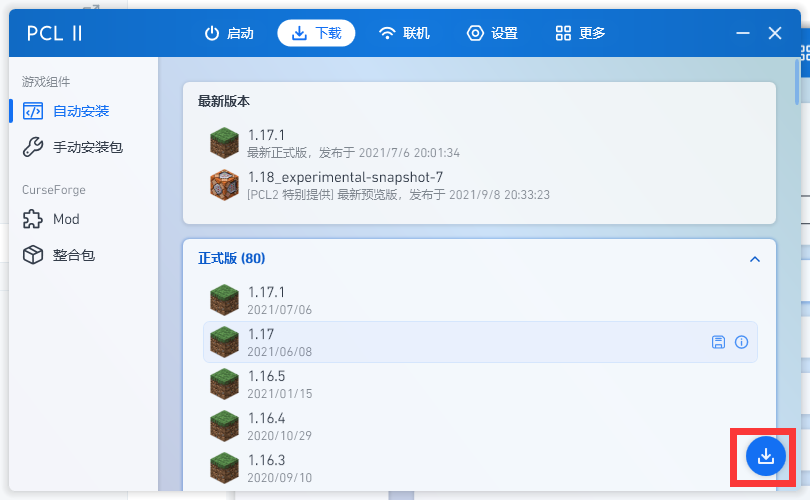 PCL II
启动
下载
联机
设置
更多
游戏组件
自动安装
手动安装包
CurseForge
Mod
整合包
最新版本
1.17.1
最新正式版，发布于 2021/7/6 20:01:34
1.18_experimental-snapshot-7
[PCL2 特别提供] 最新预览版，发布于 2021/9/8 20:33:23
正式版 (80)
1.17.1
2021/07/06
1.17
2021/06/08
1.16.5
2021/01/15
1.16.4
2020/10/29
1.16.3
2020/09/10